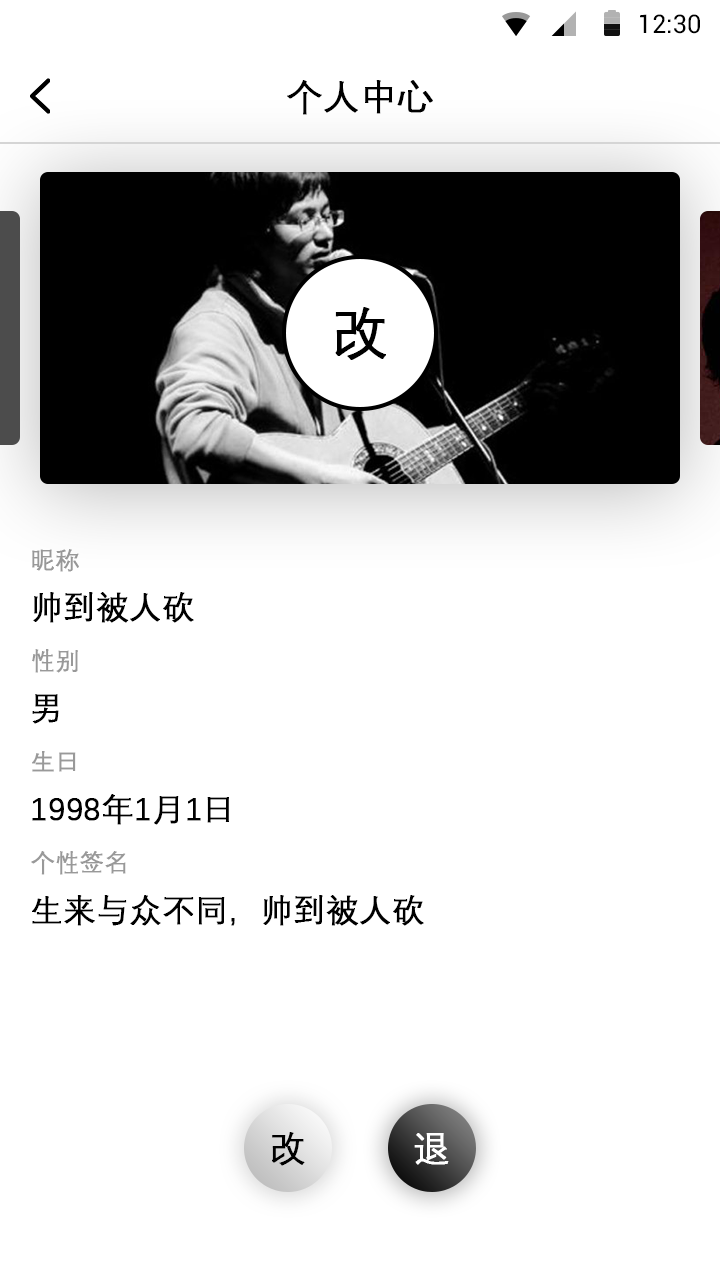 12:30
个人中心
改
昵称
帅到被人砍
性别
男
生日
1998年1月1日
个性签名
生来与众不同，帅到被人砍
改
退